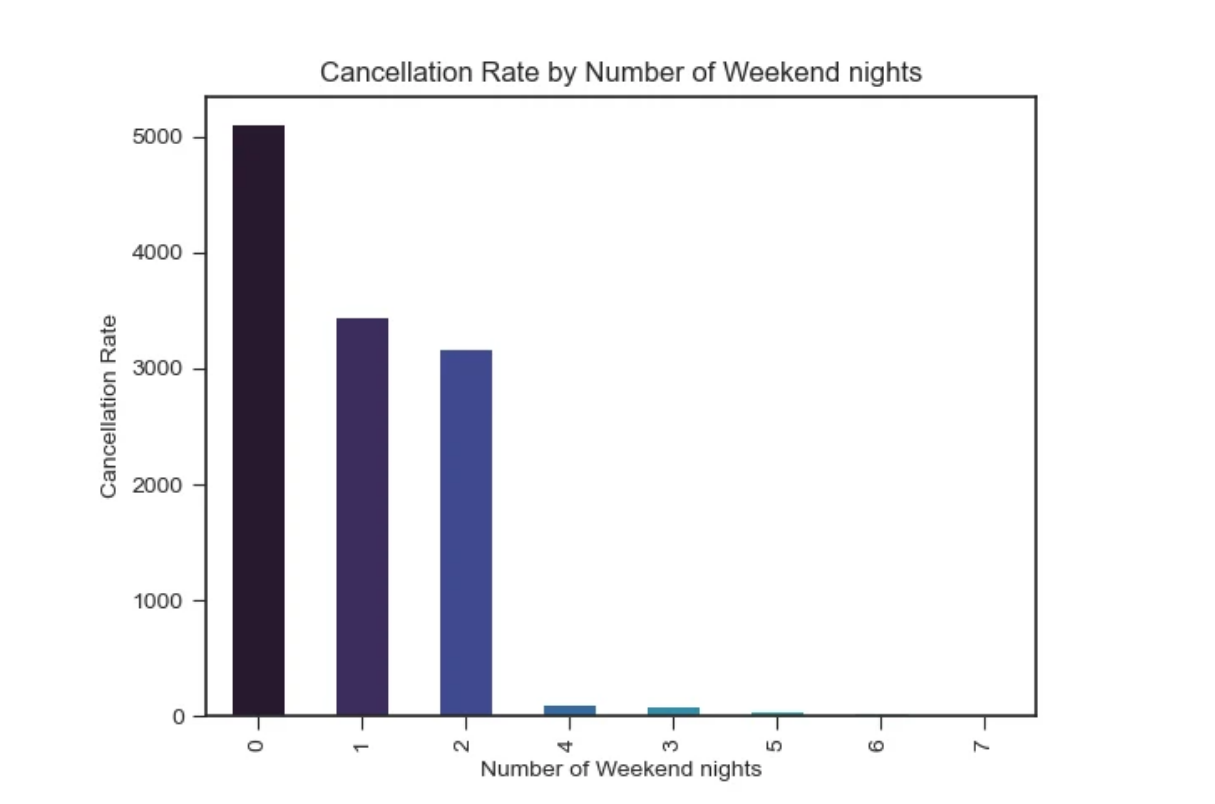 Cancellation Rate by Number of Weekend nights
Cancellation Rate
5000
4000
3000
2000
1000
0
0 1 2 4 3 5 6 7
Number of Weekend nights